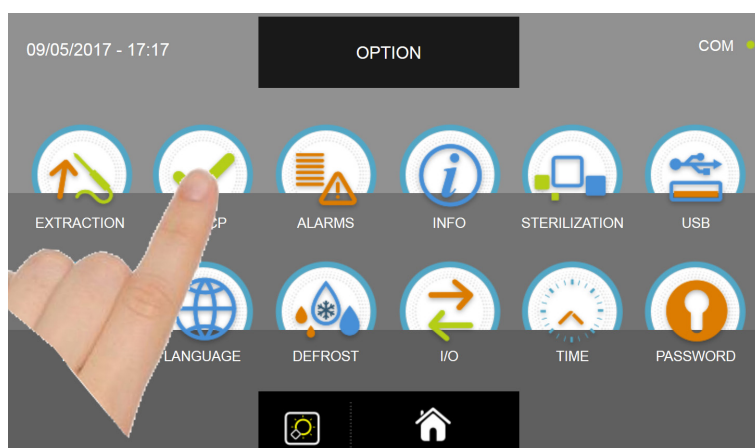 09/05/2017 - 17:17
OPTION
COM
EXTRACTION
CP
ALARMS
INFO
STERILIZATION
USB
LANGUAGE
DEFROST
I/O
TIME
PASSWORD